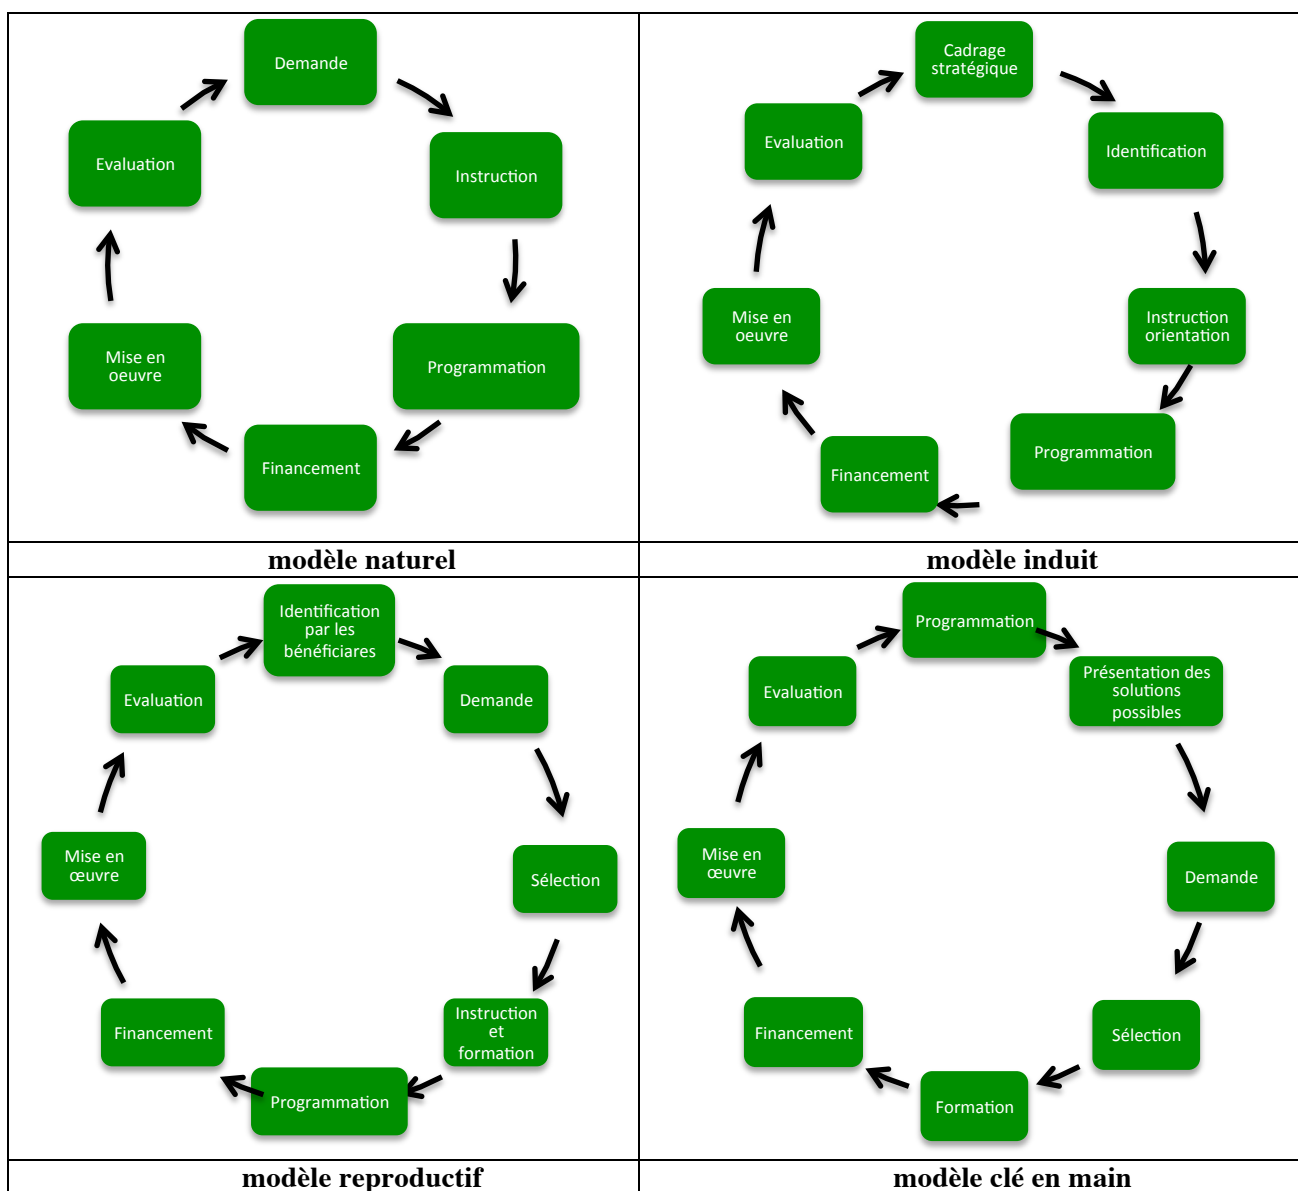 Demande
Instruction
Programmation
Financement
Mise en
oeuvre
Evaluation
modèle naturel
Cadrage
stratégique
Identification
Instruction
orientation
Programmation
Financement
Mise en
oeuvre
Evaluation
modèle induit
Identification
par les
bénéficiares
Demande
Sélection
Instruction
et
formation
Programmation
Financement
Mise en
œuvre
Evaluation
modèle reproductif
Programmation
Présentation des
solutions
possibles
Demande
Sélection
Formation
Financement
Mise en
œuvre
Evaluation
modèle clé en main